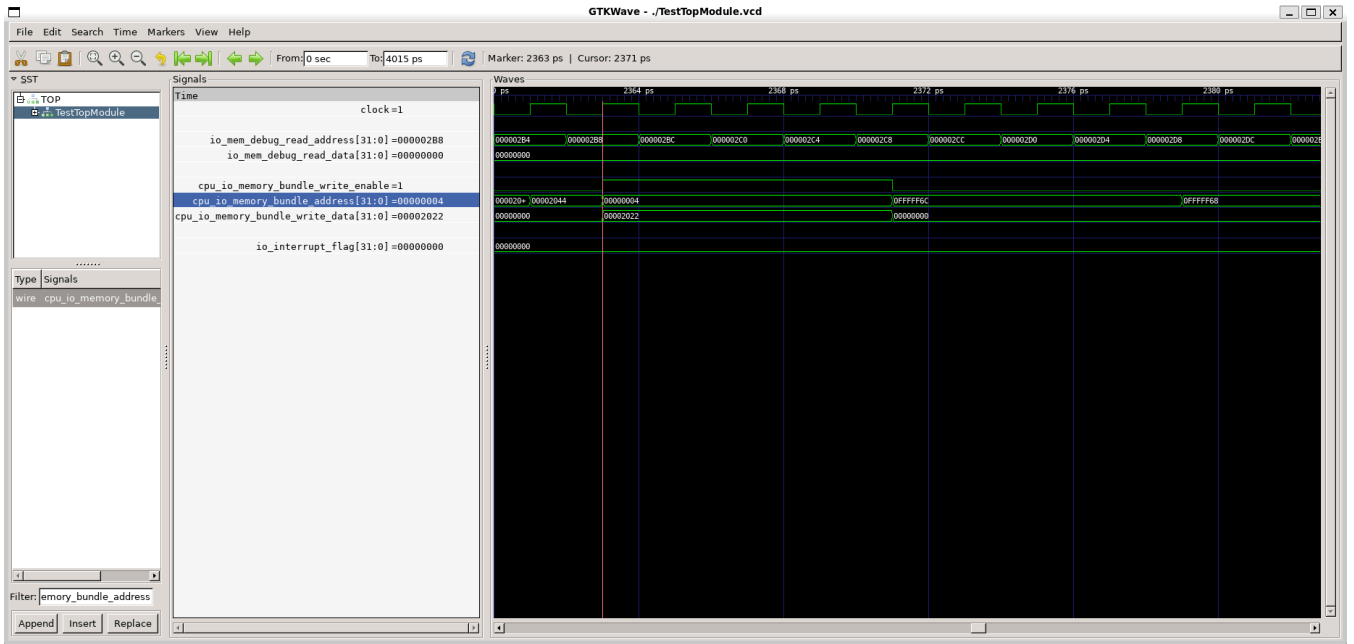 GTKWave - ./TestTopModule.vcd
File Edit Search Time Markers View Help
From: 0 sec To: 4015 ps Marker: 2363 ps | Cursor: 2371 ps
SST
TOP
TestTopModule
Type Signals
wire cpu_io_memory_bundle_
Filter: emory_bundle_address
Append Insert Replace
Signals
Time
clock=1
io_mem_debug_read_address[31:0]=000002B8
io_mem_debug_read_data[31:0]=00000000
cpu_io_memory_bundle_write_enable=1
cpu_io_memory_bundle_address[31:0]=00000004
cpu_io_memory_bundle_write_data[31:0]=00002022
io_interrupt_flag[31:0]=00000000
Waves
ps 2364 ps 2368 ps 2372 ps 2376 ps 2380 ps
000002B4 000002B8 000002BC 000002C0 000002C4 000002C8 000002CC 000002D0 000002D4 000002D8 000002DC 000002E
00000000
000020+ 00002044 00000004 0FFFFF6C 0FFFFF68
00000000 00002022 00000000
00000000